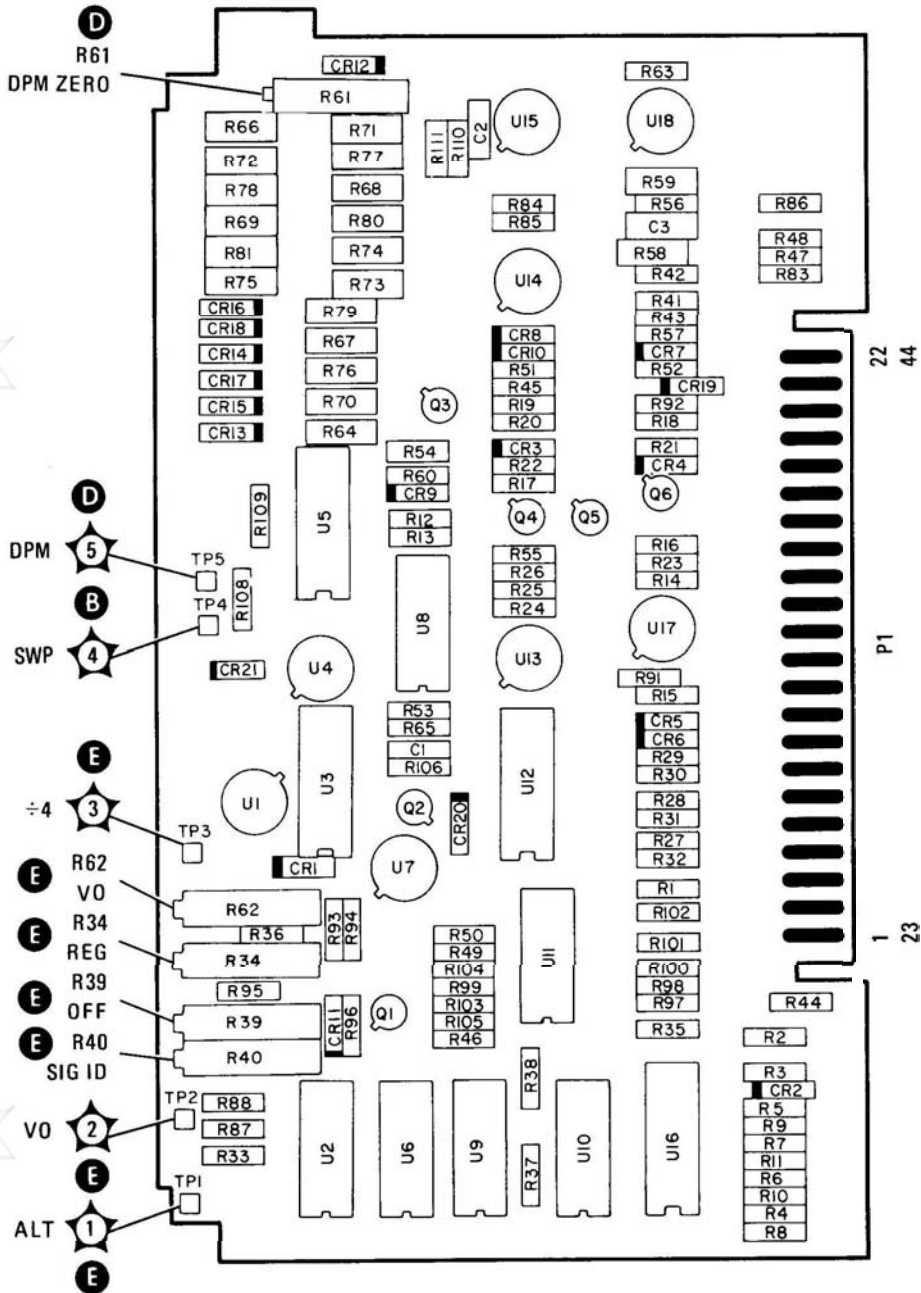 D
R61
DPM ZERO
CR12
R63
R61
R66
R71
R111
R110
C2
U15
U18
R72
R77
R78
R68
R59
R69
R80
R84
R85
R56
C3
R86
R81
R74
R58
R48
R47
R75
R73
U14
R42
R83
CR16
CR18
R79
R41
R43
CR14
R67
CR8
CR10
R57
CR7
22
44
CR17
R76
R51
R45
R52
CR19
CR15
R70
Q3
R19
R20
R92
R18
CR13
R64
R54
CR3
R22
R17
R21
CR4
R60
CR9
Q6
D
R109
U5
R12
R13
Q4
Q5
DPM
5
TP5
R55
R26
R25
R24
R16
R23
R14
B
TP4
R108
U8
SWP
4
U4
U13
U17
P1
CR21
R91
R15
R53
R65
C1
R106
CR5
CR6
R29
R30
E
U3
U12
÷4
3
U1
Q2
CR20
R28
R31
TP3
CR1
U7
R27
R32
E
R62
VO
R62
R93
R94
R1
R102
E
R34
REG
R36
R34
R50
R49
R104
R99
R103
R105
R46
U11
R101
1
23
R95
R100
R98
R97
E
R39
OFF
R39
CR11
R96
Q1
R44
R35
R2
E
R40
SIG ID
R40
R38
R3
CR2
TP2
R88
U2
U6
U9
U10
U16
R5
R9
VO
2
R87
R7
R11
R33
R37
R6
R10
E
TP1
R4
R8
ALT
1
E